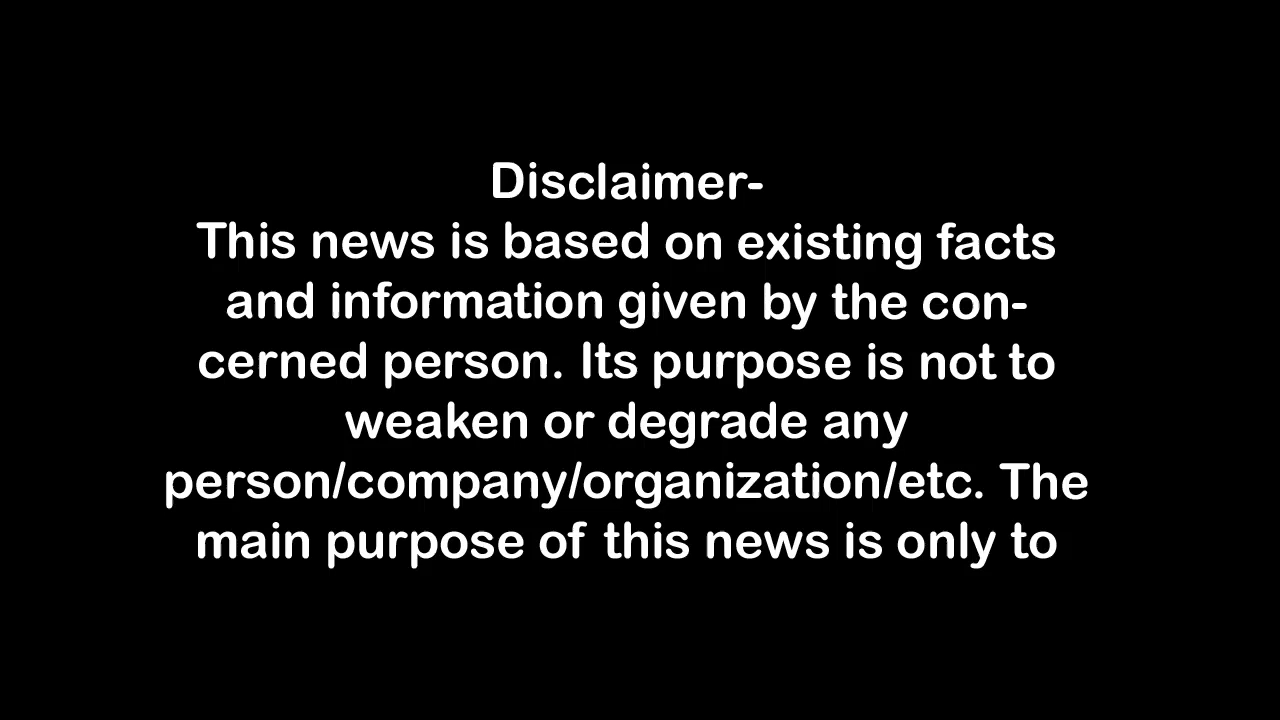 Disclaimer-
This news is based on existing facts
and information given by the con-
cerned person. Its purpose is not to
weaken or degrade any
person/company/organization/etc. The
main purpose of this news is only to